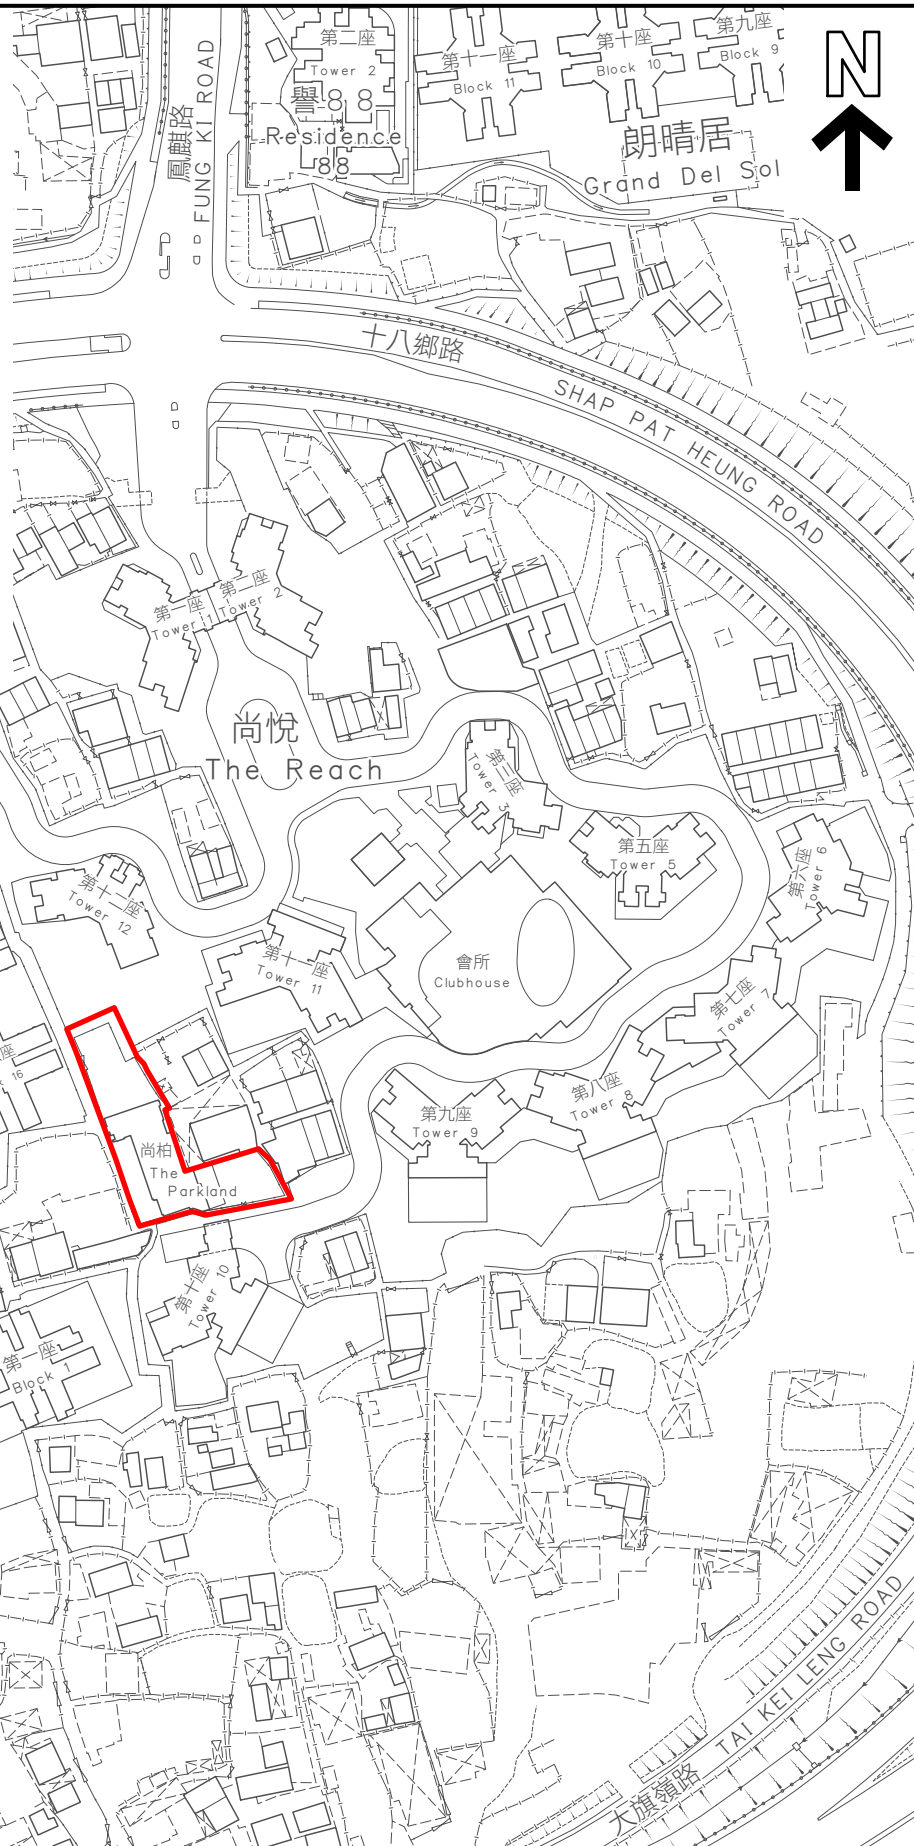 N
第二座
Tower 2
譽88
Residence
88
第十一座
Block 11
第十座
Block 10
第九座
Block 9
朗晴居
Grand Del Sol
鳳麒路
FUNG KI ROAD
十八鄉路
SHAP PAT HEUNG ROAD
第一座
Tower 1
第二座
Tower 2
尚悅
The Reach
第三座
Tower 3
第五座
Tower 5
第六座
Tower 6
第十二座
Tower 12
第十一座
Tower 11
會所
Clubhouse
第七座
Tower 7
座
16
第八座
Tower 8
第九座
Tower 9
尚柏
The
Parkland
第十座
Tower 10
第一座
Block 1
大旗嶺路
TAI KEI LENG ROAD